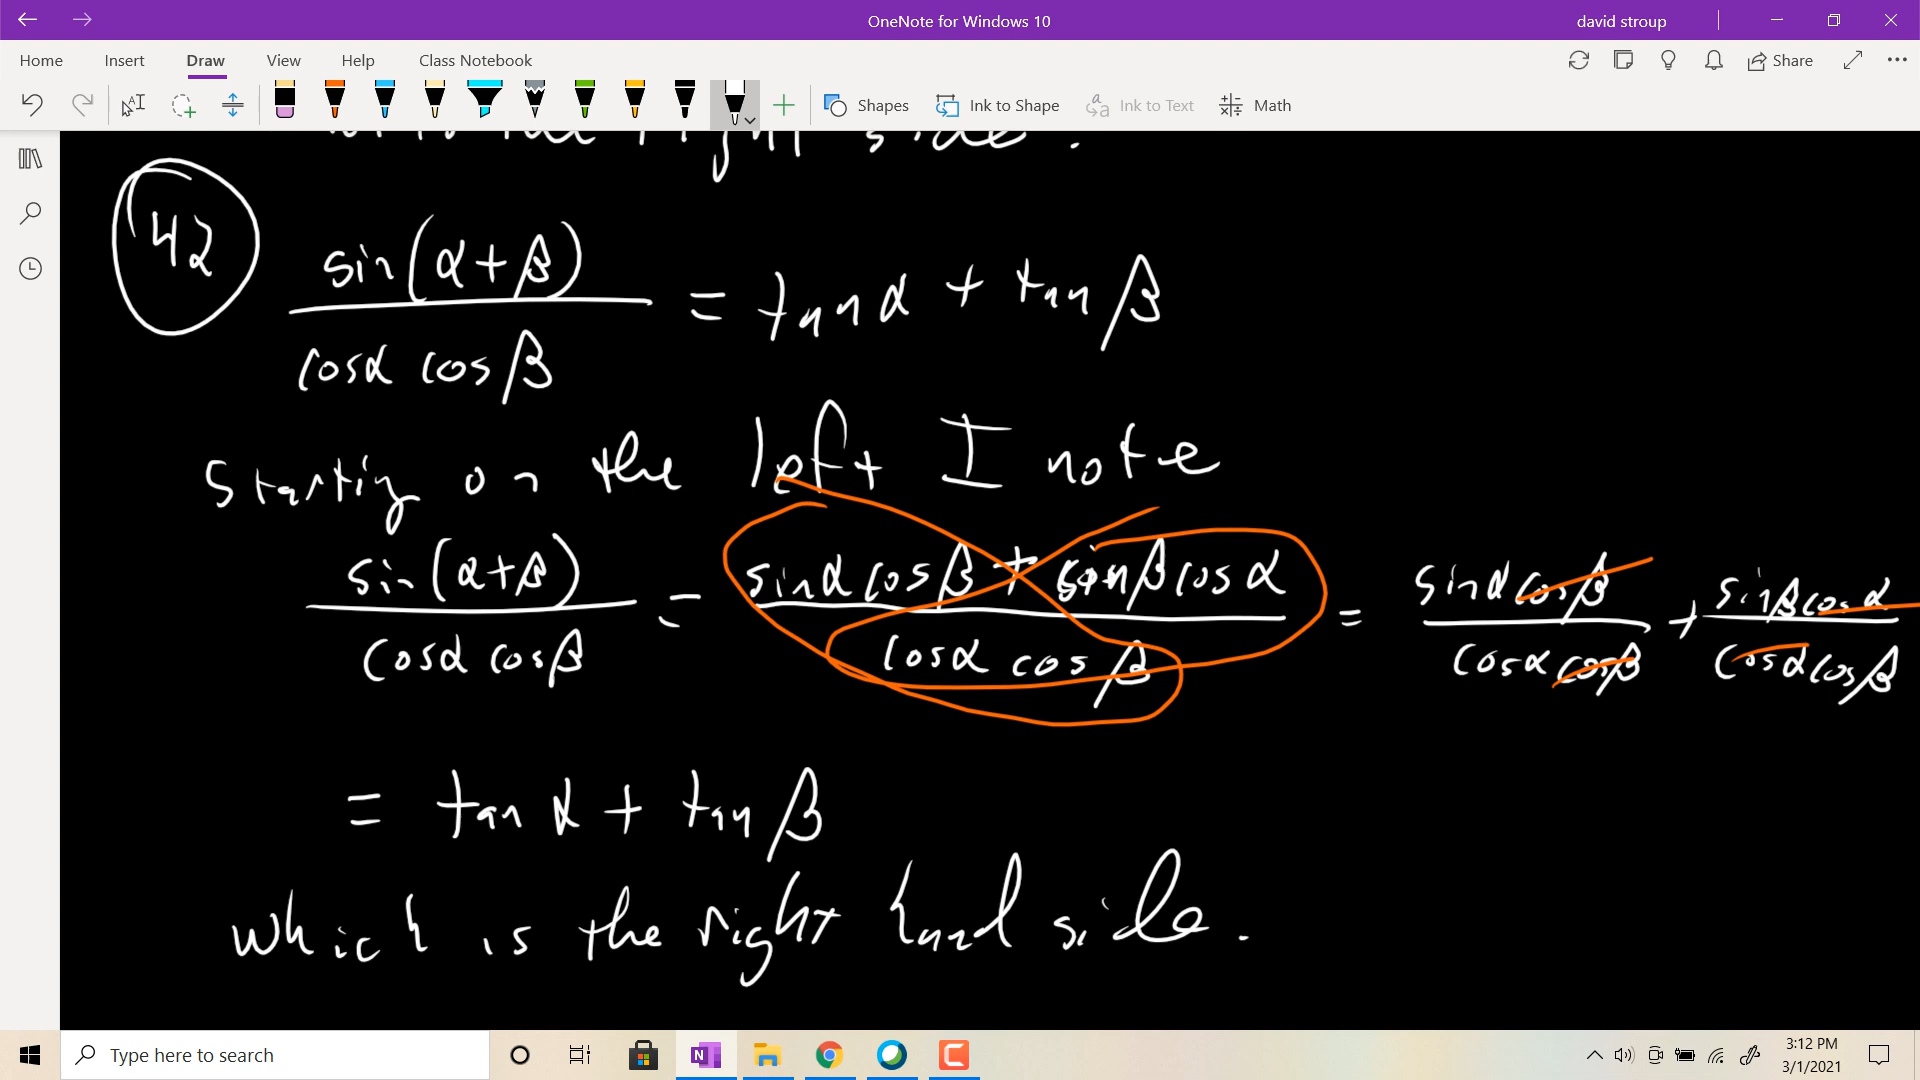 OneNote for Windows 10
david stroup
Home Insert Draw View Help Class Notebook
Share
Shapes Ink to Shape Ink to Text Math
right side.
42
sin(α+β) / cosα cosβ = tanα + tanβ
Starting on the left I note
sin(α+β) / cosα cosβ = sinα cosβ + sinβ cosα / cosα cosβ = sinα cosβ / cosα cosβ + sinβ cosα / cosα cosβ
= tanα + tanβ
which is the right hand side.
Type here to search
3:12 PM
3/1/2021